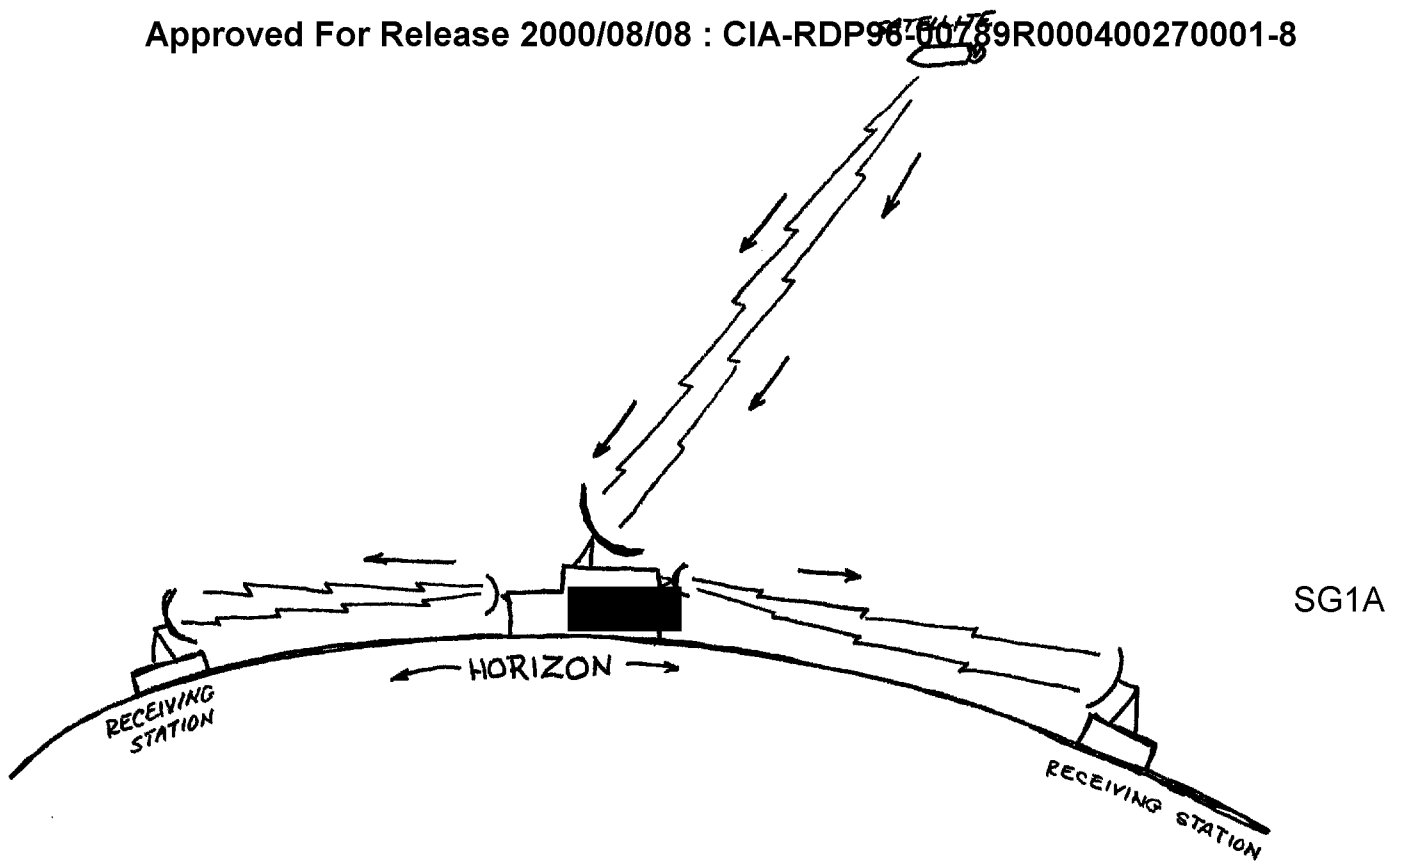 Approved For Release 2000/08/08 : CIA-RDP96-00789R000400270001-8
SATELLITE
SG1A
HORIZON
RECEIVING
STATION
RECEIVING STATION